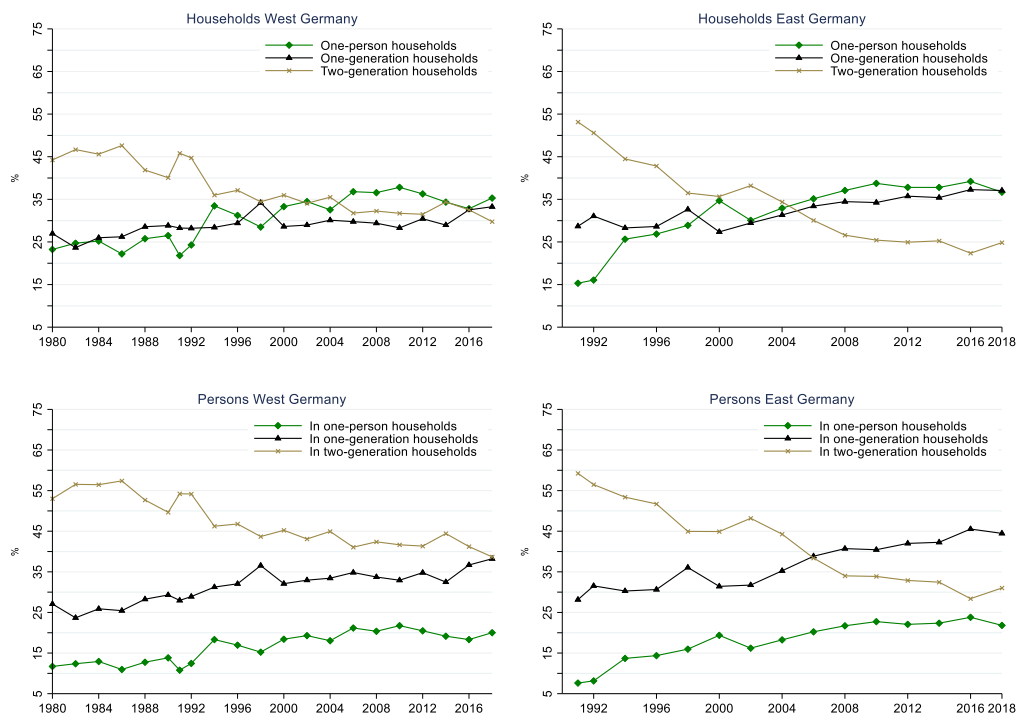 Households West Germany
One-person households
One-generation households
Two-generation households
75
65
55
45
35
25
15
5
%
1980 1984 1988 1992 1996 2000 2004 2008 2012 2016
Households East Germany
One-person households
One-generation households
Two-generation households
75
65
55
45
35
25
15
5
%
1992 1996 2000 2004 2008 2012 2016 2018
Persons West Germany
In one-person households
In one-generation households
In two-generation households
75
65
55
45
35
25
15
5
%
1980 1984 1988 1992 1996 2000 2004 2008 2012 2016
Persons East Germany
In one-person households
In one-generation households
In two-generation households
75
65
55
45
35
25
15
5
%
1992 1996 2000 2004 2008 2012 2016 2018